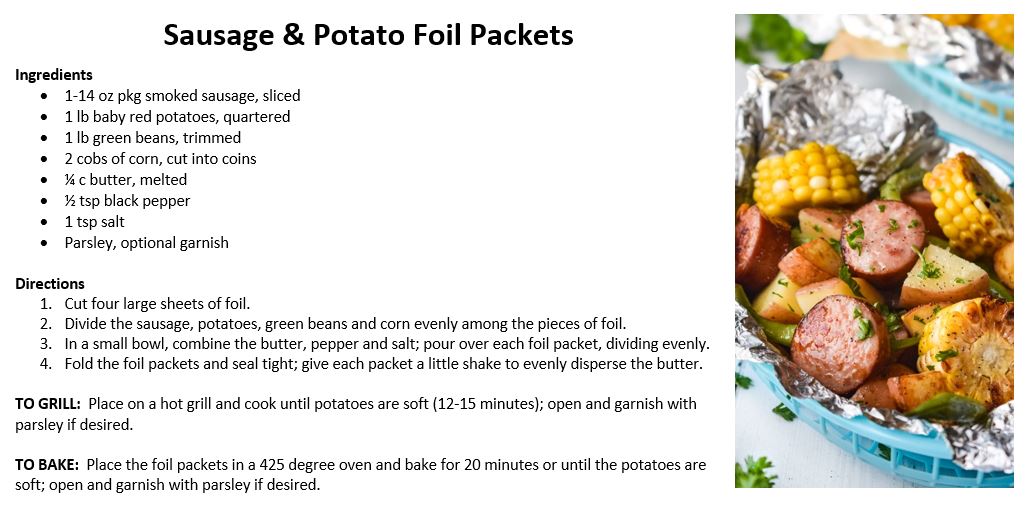 Sausage & Potato Foil Packets
Ingredients
• 1-14 oz pkg smoked sausage, sliced
• 1 lb baby red potatoes, quartered
• 1 lb green beans, trimmed
• 2 cobs of corn, cut into coins
• ¼ c butter, melted
• ½ tsp black pepper
• 1 tsp salt
• Parsley, optional garnish
Directions
1. Cut four large sheets of foil.
2. Divide the sausage, potatoes, green beans and corn evenly among the pieces of foil.
3. In a small bowl, combine the butter, pepper and salt; pour over each foil packet, dividing evenly.
4. Fold the foil packets and seal tight; give each packet a little shake to evenly disperse the butter.
TO GRILL:  Place on a hot grill and cook until potatoes are soft (12-15 minutes); open and garnish with
parsley if desired.
TO BAKE:  Place the foil packets in a 425 degree oven and bake for 20 minutes or until the potatoes are
soft; open and garnish with parsley if desired.